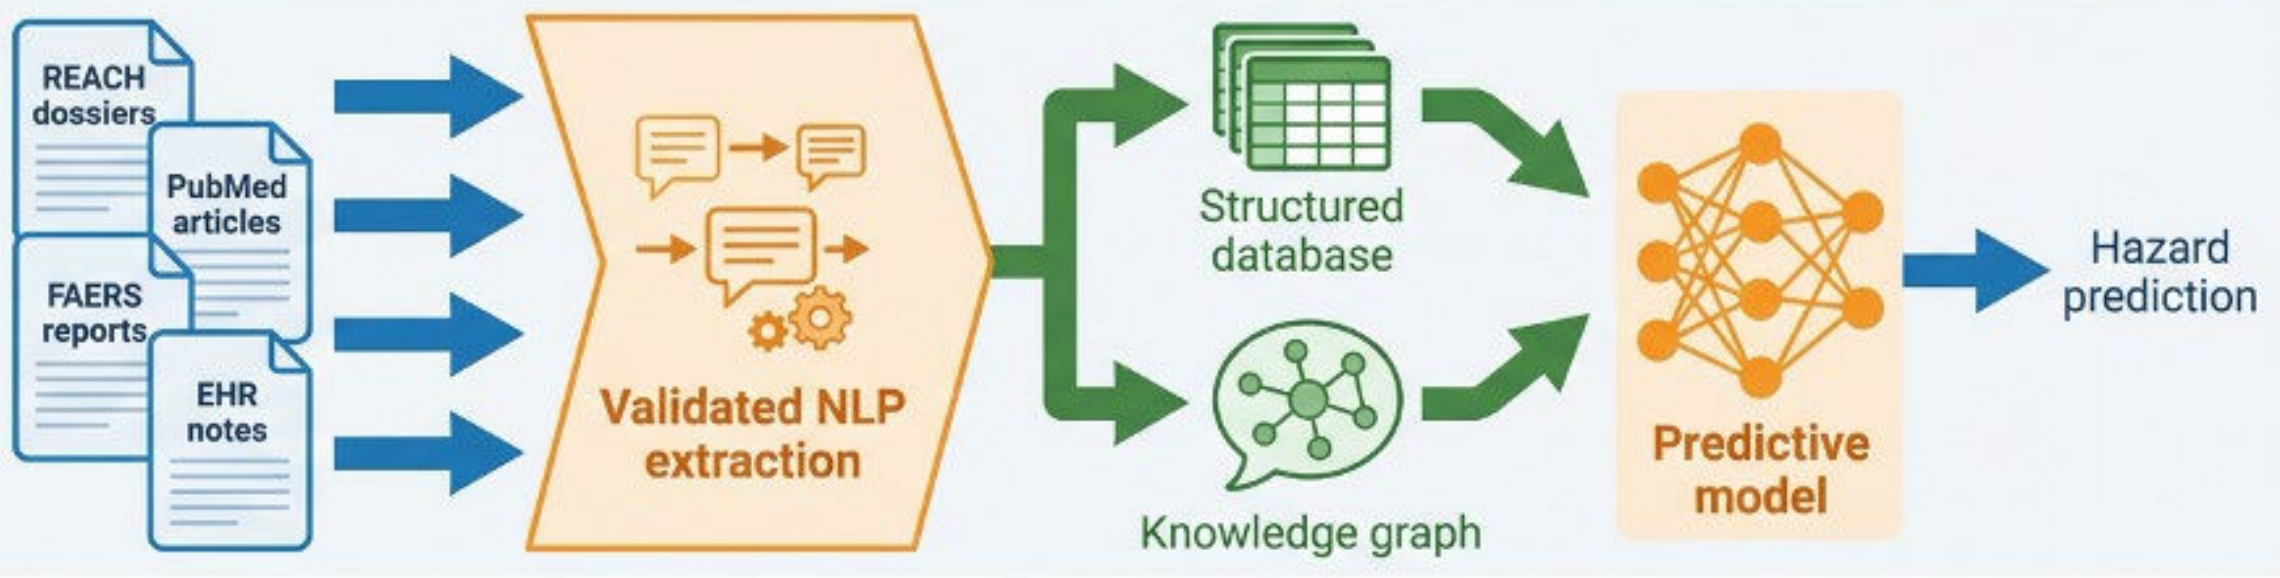 REACH
dossiers
PubMed
articles
FAERS
reports
EHR
notes
Validated NLP
extraction
Structured
database
Knowledge graph
Predictive
model
Hazard
prediction